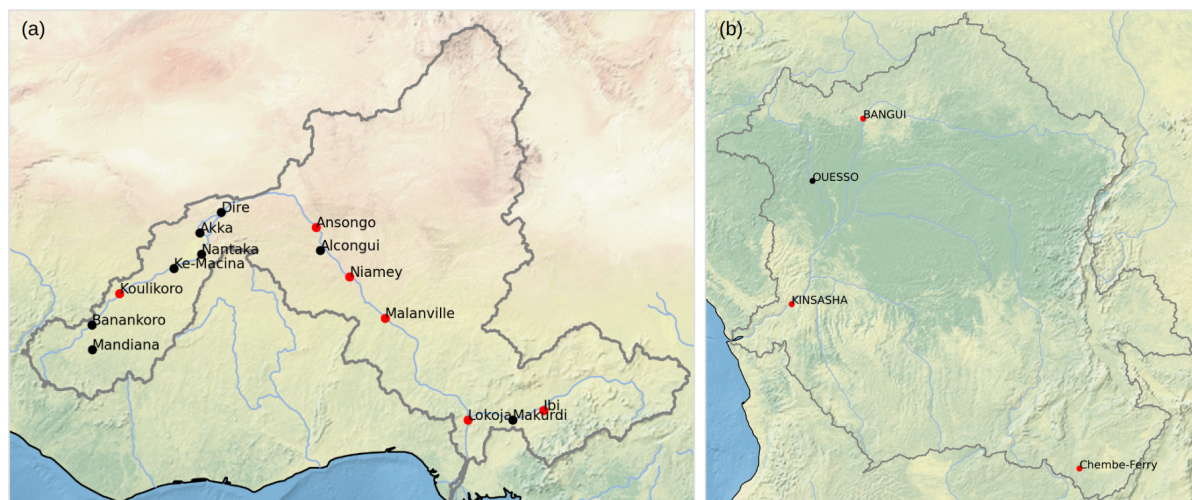 (a)
Dire
Akka
Ansongo
Nantaka
Alcongui
Ke-Macina
Niamey
Koulikoro
Malanville
Banankoro
Mandiana
Ibi
Lokoja
Makurdi
(b)
BANGUI
OUESSO
KINSASHA
Chembe-Ferry